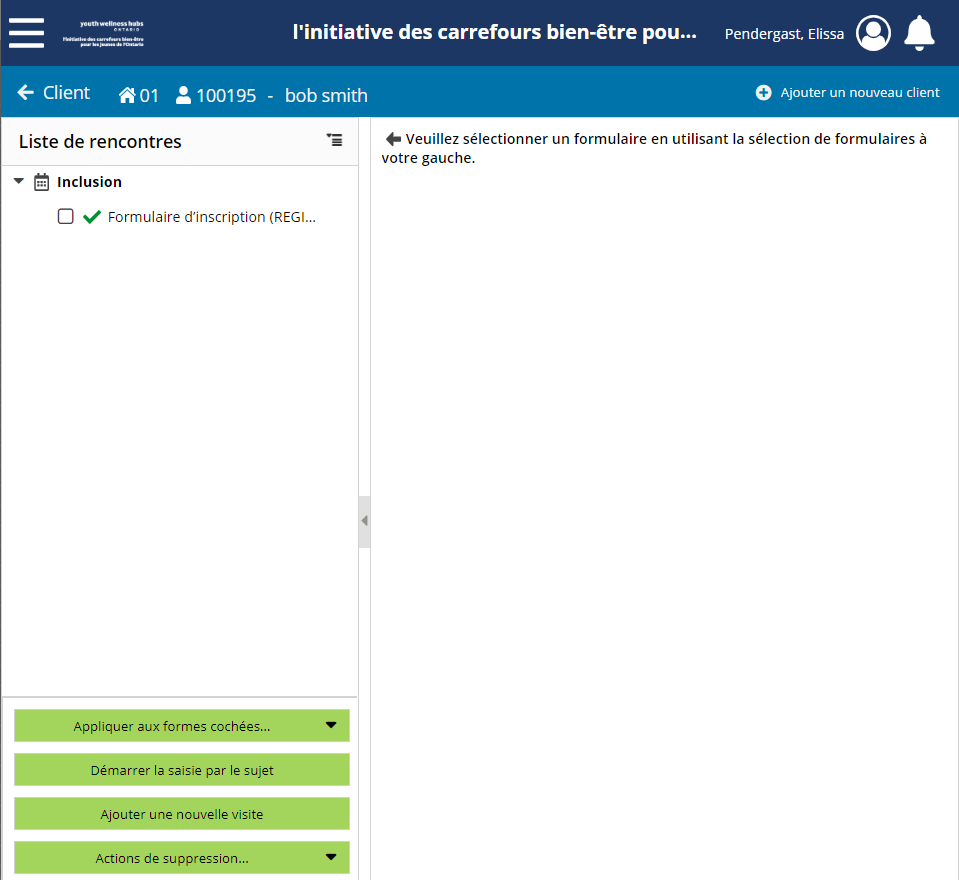 youth wellness hubs
ONTARIO
l'initiative des carrefours bien-être
pour les jeunes de l'Ontario
l'initiative des carrefours bien-être pou...
Pendergast, Elissa
Client
01
100195 - bob smith
Ajouter un nouveau client
Liste de rencontres
Inclusion
Formulaire d’inscription (REGI...
Veuillez sélectionner un formulaire en utilisant la sélection de formulaires à
votre gauche.
Appliquer aux formes cochées...
Démarrer la saisie par le sujet
Ajouter une nouvelle visite
Actions de suppression...